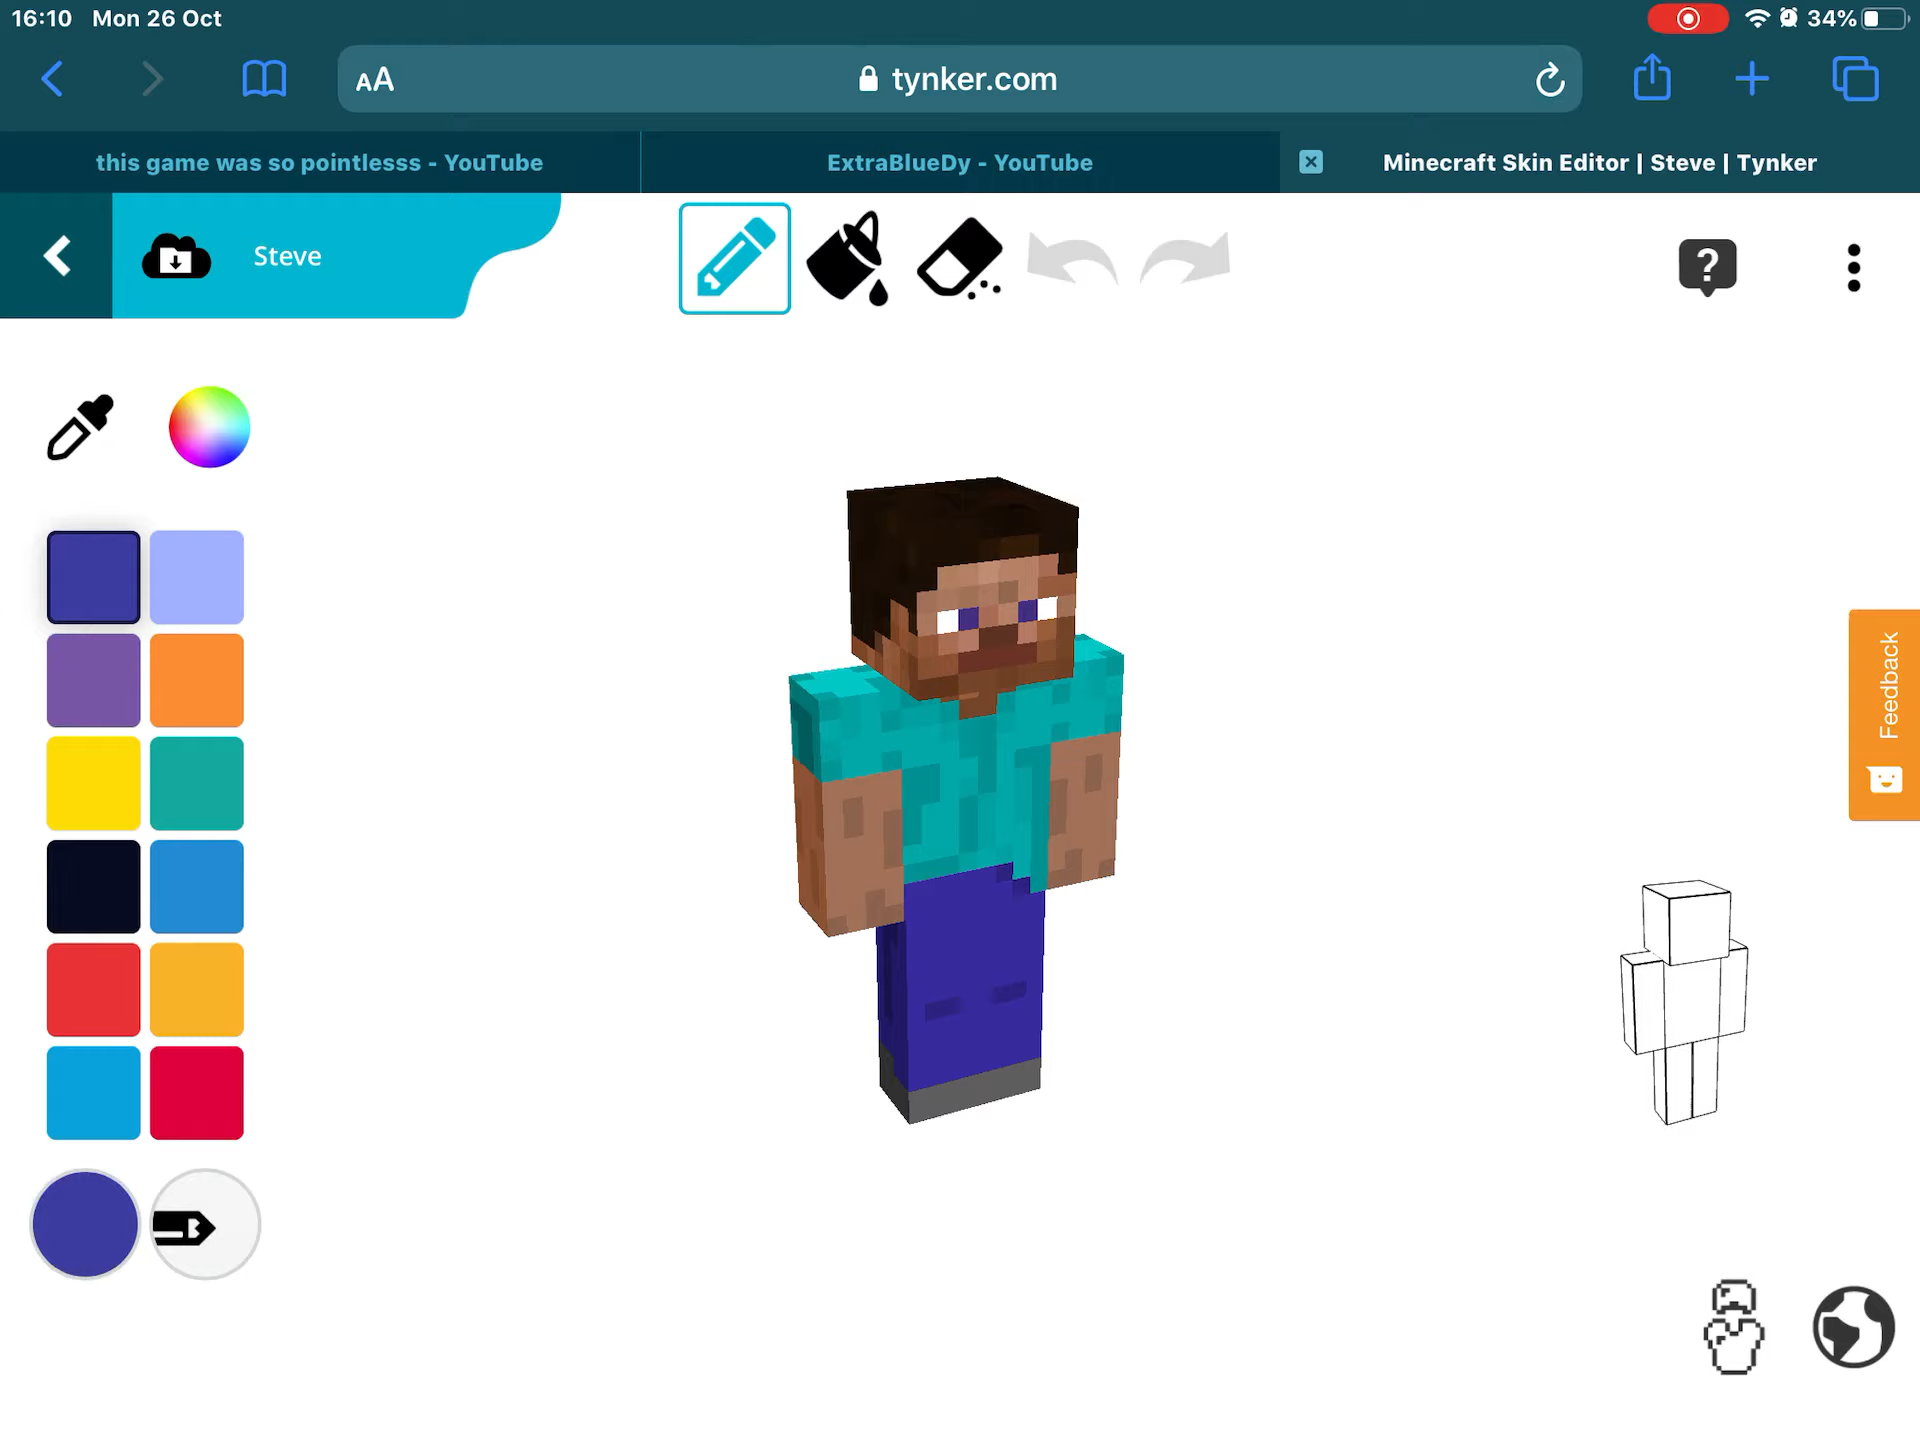 16:10 Mon 26 Oct
34%
AA
tynker.com
this game was so pointlesss - YouTube
ExtraBlueDy - YouTube
Minecraft Skin Editor | Steve | Tynker
Steve
?
Feedback